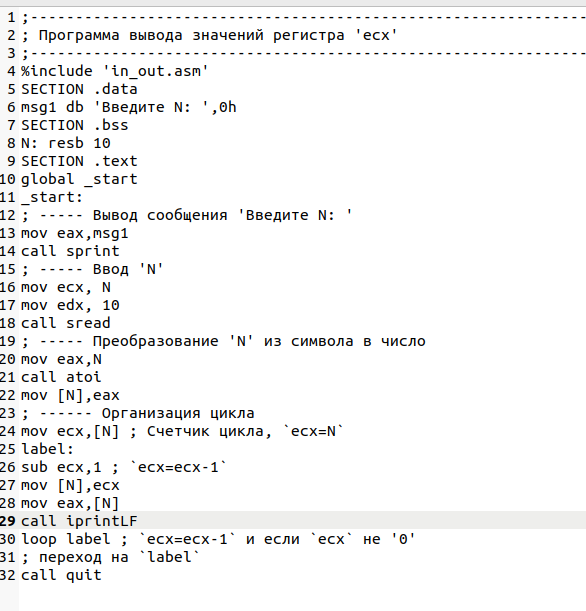 1 ;--------------------------------------------------------------
2 ; Программа вывода значений регистра 'ecx'
3 ;--------------------------------------------------------------
4 %include 'in_out.asm'
5 SECTION .data
6 msg1 db 'Введите N: ',0h
7 SECTION .bss
8 N: resb 10
9 SECTION .text
10 global _start
11 _start:
12 ; ----- Вывод сообщения 'Введите N: '
13 mov eax,msg1
14 call sprint
15 ; ----- Ввод 'N'
16 mov ecx, N
17 mov edx, 10
18 call sread
19 ; ----- Преобразование 'N' из символа в число
20 mov eax,N
21 call atoi
22 mov [N],eax
23 ; ------ Организация цикла
24 mov ecx,[N] ; Счетчик цикла, `ecx=N`
25 label:
26 sub ecx,1 ; `ecx=ecx-1`
27 mov [N],ecx
28 mov eax,[N]
29 call iprintLF
30 loop label ; `ecx=ecx-1` и если `ecx` не '0'
31 ; переход на `label`
32 call quit